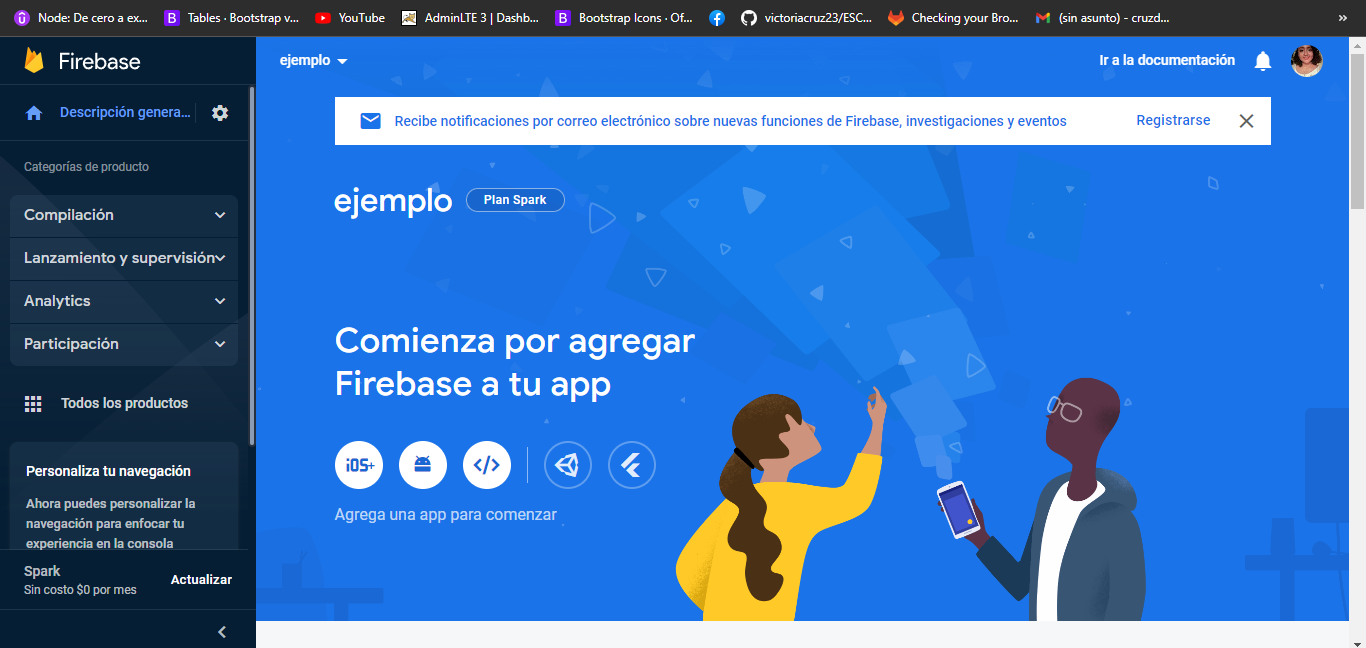 Node: De cero a ex...
Tables · Bootstrap v...
YouTube
AdminLTE 3 | Dashb...
Bootstrap Icons · Of...
victoriacruz23/ESC...
Checking your Bro...
(sin asunto) - cruzd...
»
Firebase
Descripción genera...
Categorías de producto
Compilación
Lanzamiento y supervisión
Analytics
Participación
Todos los productos
Personaliza tu navegación
Ahora puedes personalizar la
navegación para enfocar tu
experiencia en la consola
Spark
Sin costo $0 por mes
Actualizar
ejemplo
Ir a la documentación
Recibe notificaciones por correo electrónico sobre nuevas funciones de Firebase, investigaciones y eventos
Registrarse
ejemplo
Plan Spark
Comienza por agregar
Firebase a tu app
iOS+
Agrega una app para comenzar